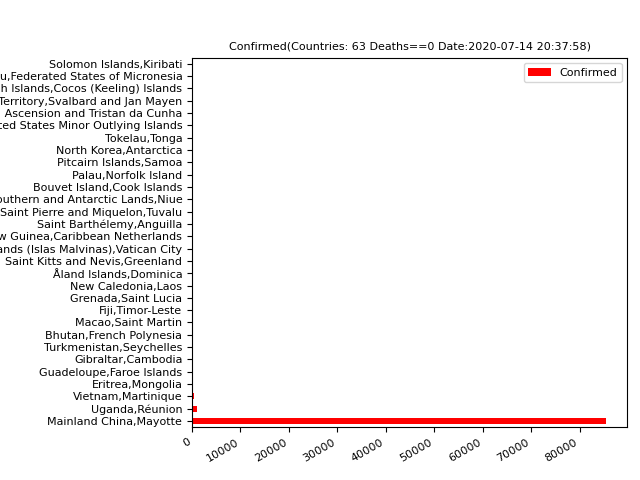 Confirmed(Countries: 63 Deaths==0 Date:2020-07-14 20:37:58)
Confirmed
Solomon Islands,Kiribati
Federated States of Micronesia
Islands,Cocos (Keeling) Islands
Territory,Svalbard and Jan Mayen
Ascension and Tristan da Cunha
States Minor Outlying Islands
Tokelau,Tonga
North Korea,Antarctica
Pitcairn Islands,Samoa
Palau,Norfolk Island
Bouvet Island,Cook Islands
and Antarctic Lands,Niue
Saint Pierre and Miquelon,Tuvalu
Saint Barthélemy,Anguilla
Guinea,Caribbean Netherlands
(Islas Malvinas),Vatican City
Saint Kitts and Nevis,Greenland
Åland Islands,Dominica
New Caledonia,Laos
Grenada,Saint Lucia
Fiji,Timor-Leste
Macao,Saint Martin
Bhutan,French Polynesia
Turkmenistan,Seychelles
Gibraltar,Cambodia
Guadeloupe,Faroe Islands
Eritrea,Mongolia
Vietnam,Martinique
Uganda,Réunion
Mainland China,Mayotte
0 10000 20000 30000 40000 50000 60000 70000 80000